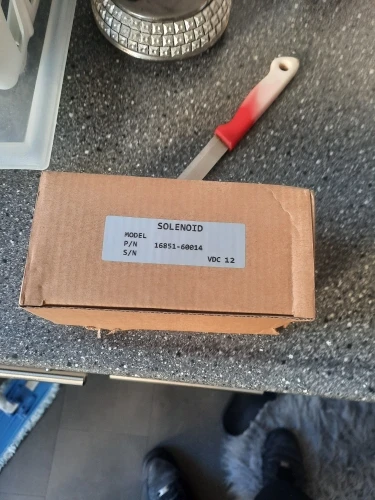 SOLENOID
MODEL
P/N 16851-60014
S/N
VDC 12